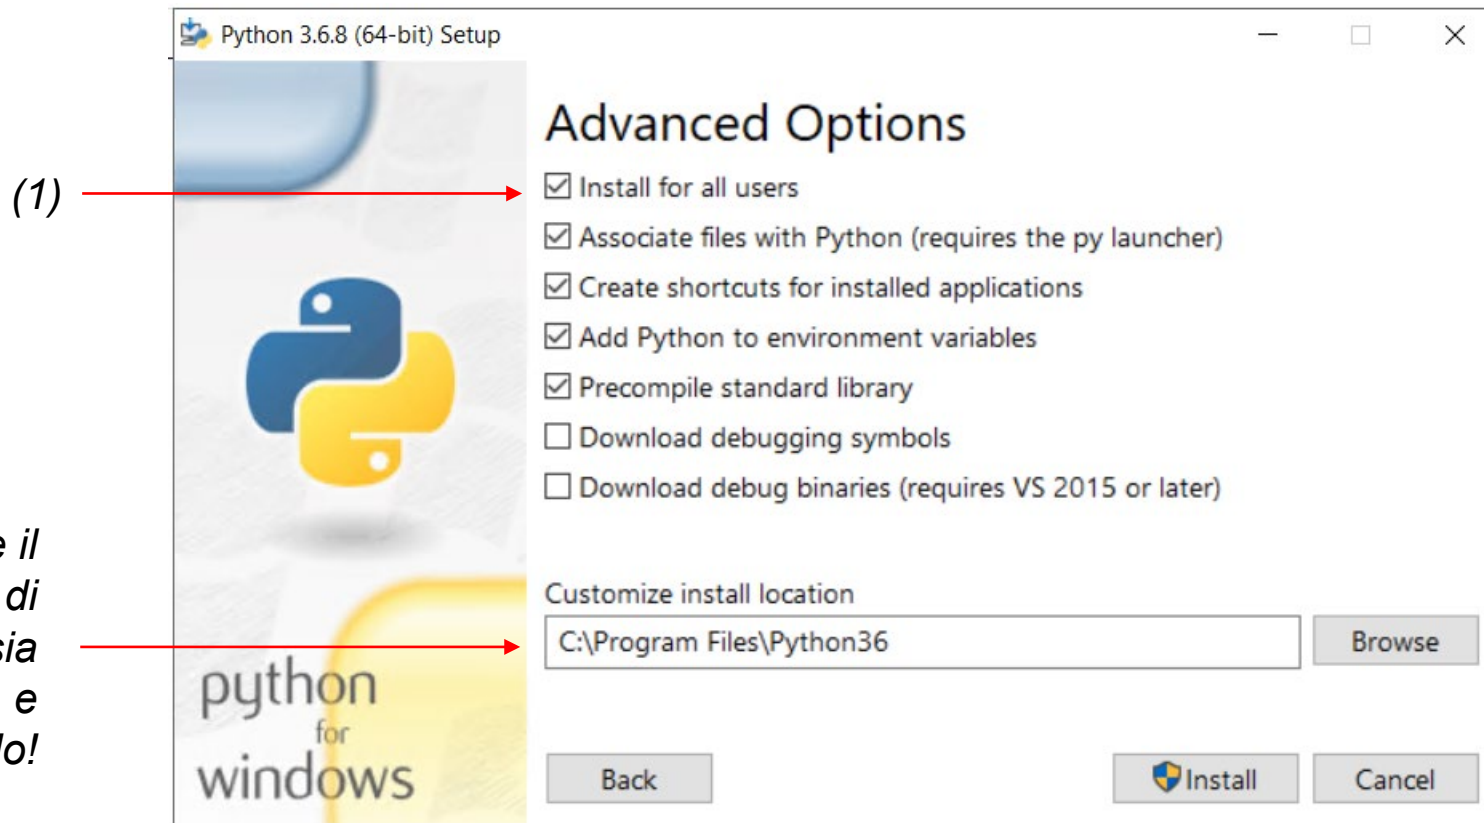 Python 3.6.8 (64-bit) Setup
Advanced Options
(1)
Install for all users
Associate files with Python (requires the py launcher)
Create shortcuts for installed applications
Add Python to environment variables
Precompile standard library
Download debugging symbols
Download debug binaries (requires VS 2015 or later)
e il
di
sia
e
lo!
Customize install location
C:\Program Files\Python36
Browse
python
for
windows
Back
Install
Cancel